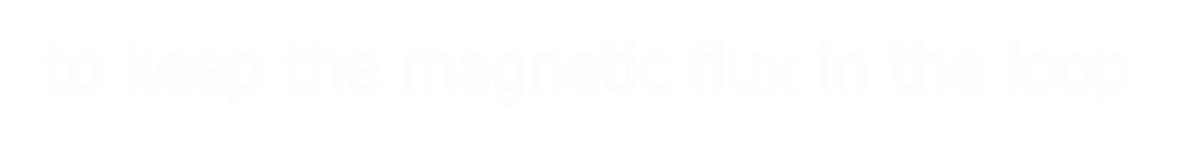 to keep the magnetic flux in the loop